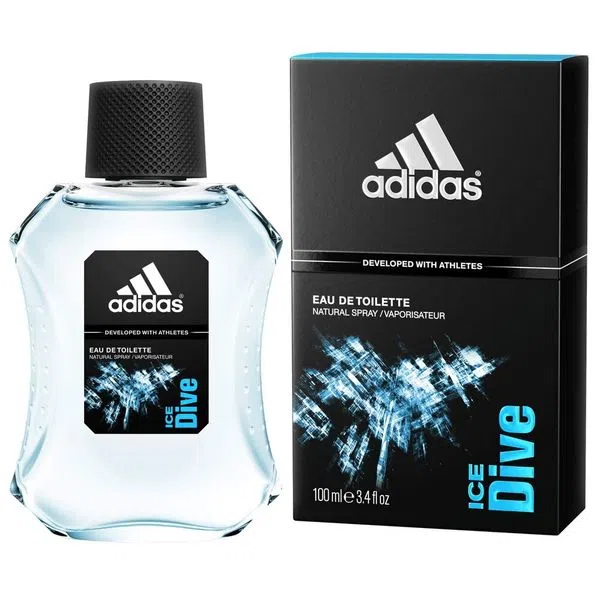 adidas
DEVELOPED WITH ATHLETES
EAU DE TOILETTE
NATURAL SPRAY / VAPORISATEUR
ICE
Dive
adidas®
DEVELOPED WITH ATHLETES
EAU DE TOILETTE
NATURAL SPRAY / VAPORISATEUR
100 ml e 3.4 fl oz
ICE
Dive